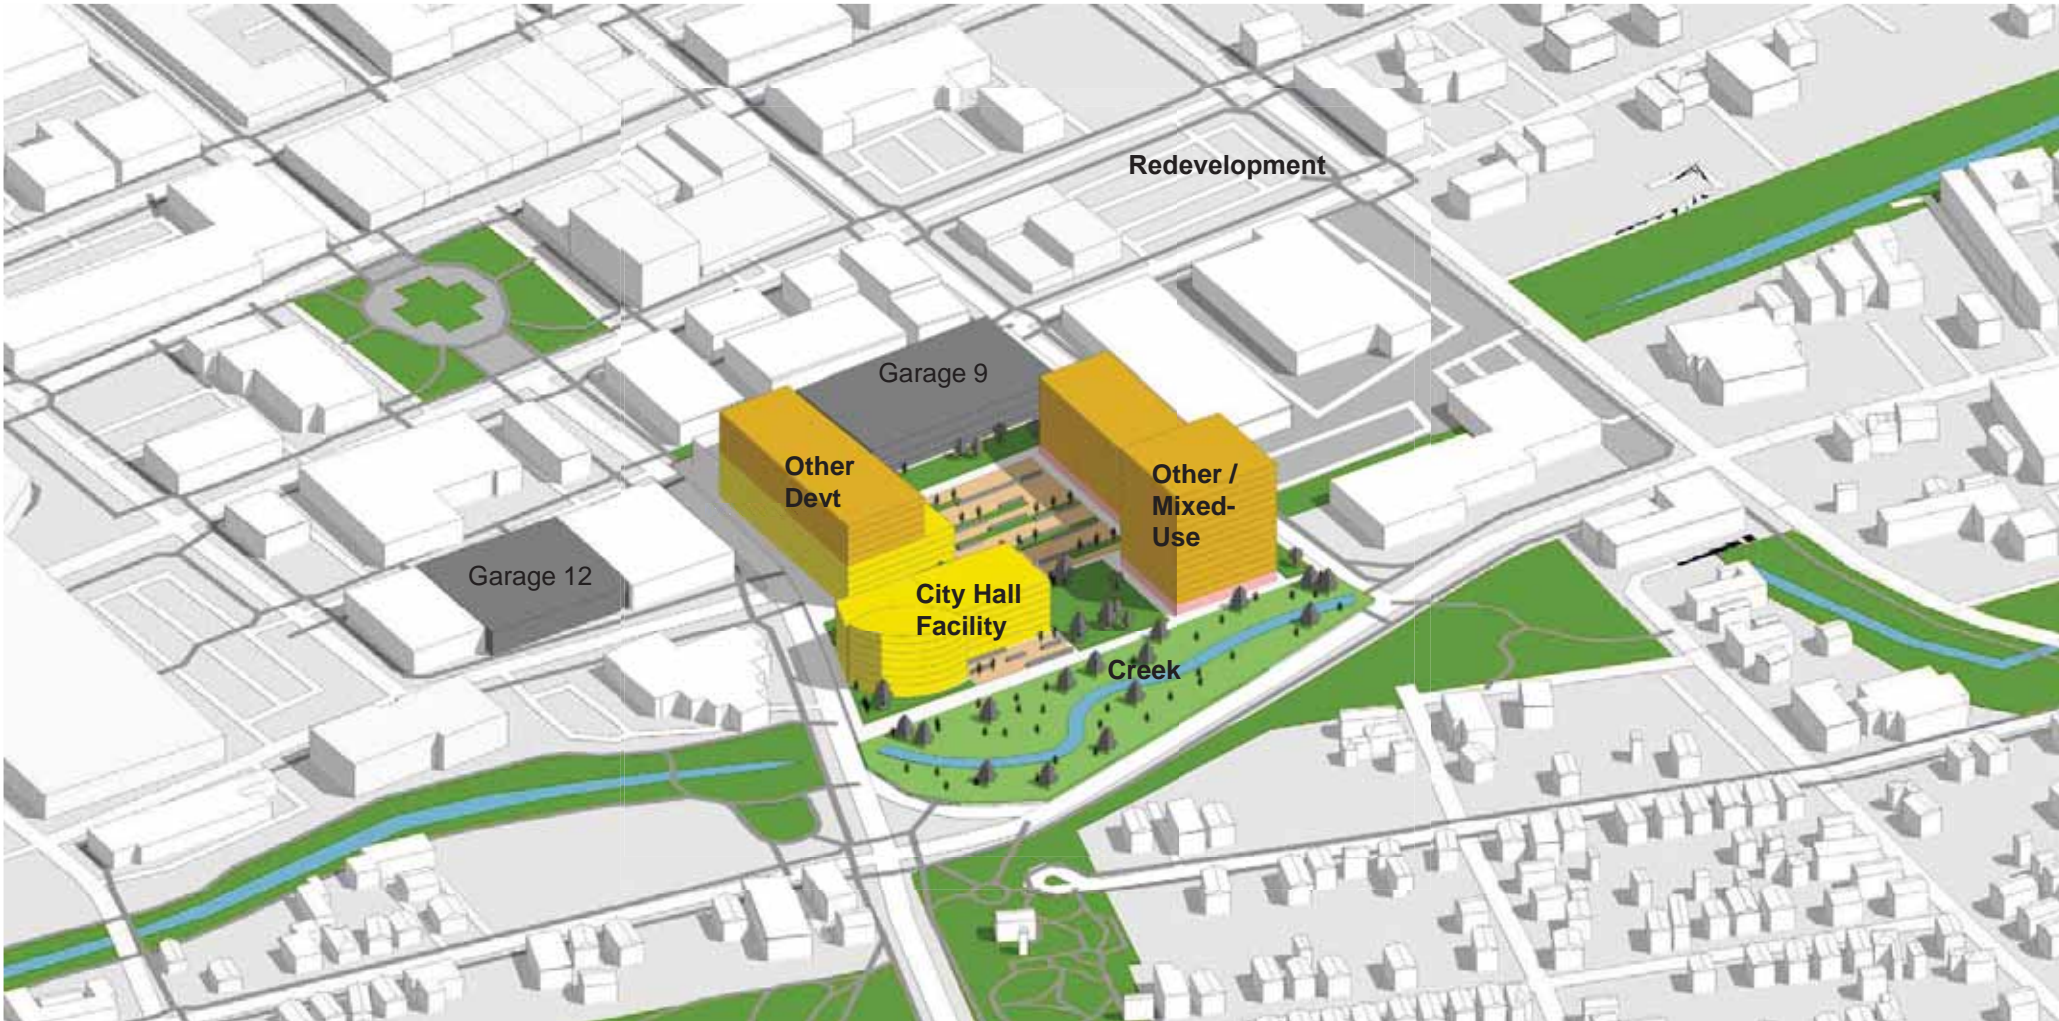 Redevelopment
Garage 9
Other
Devt
Other /
Mixed-
Use
Garage 12
City Hall
Facility
Creek